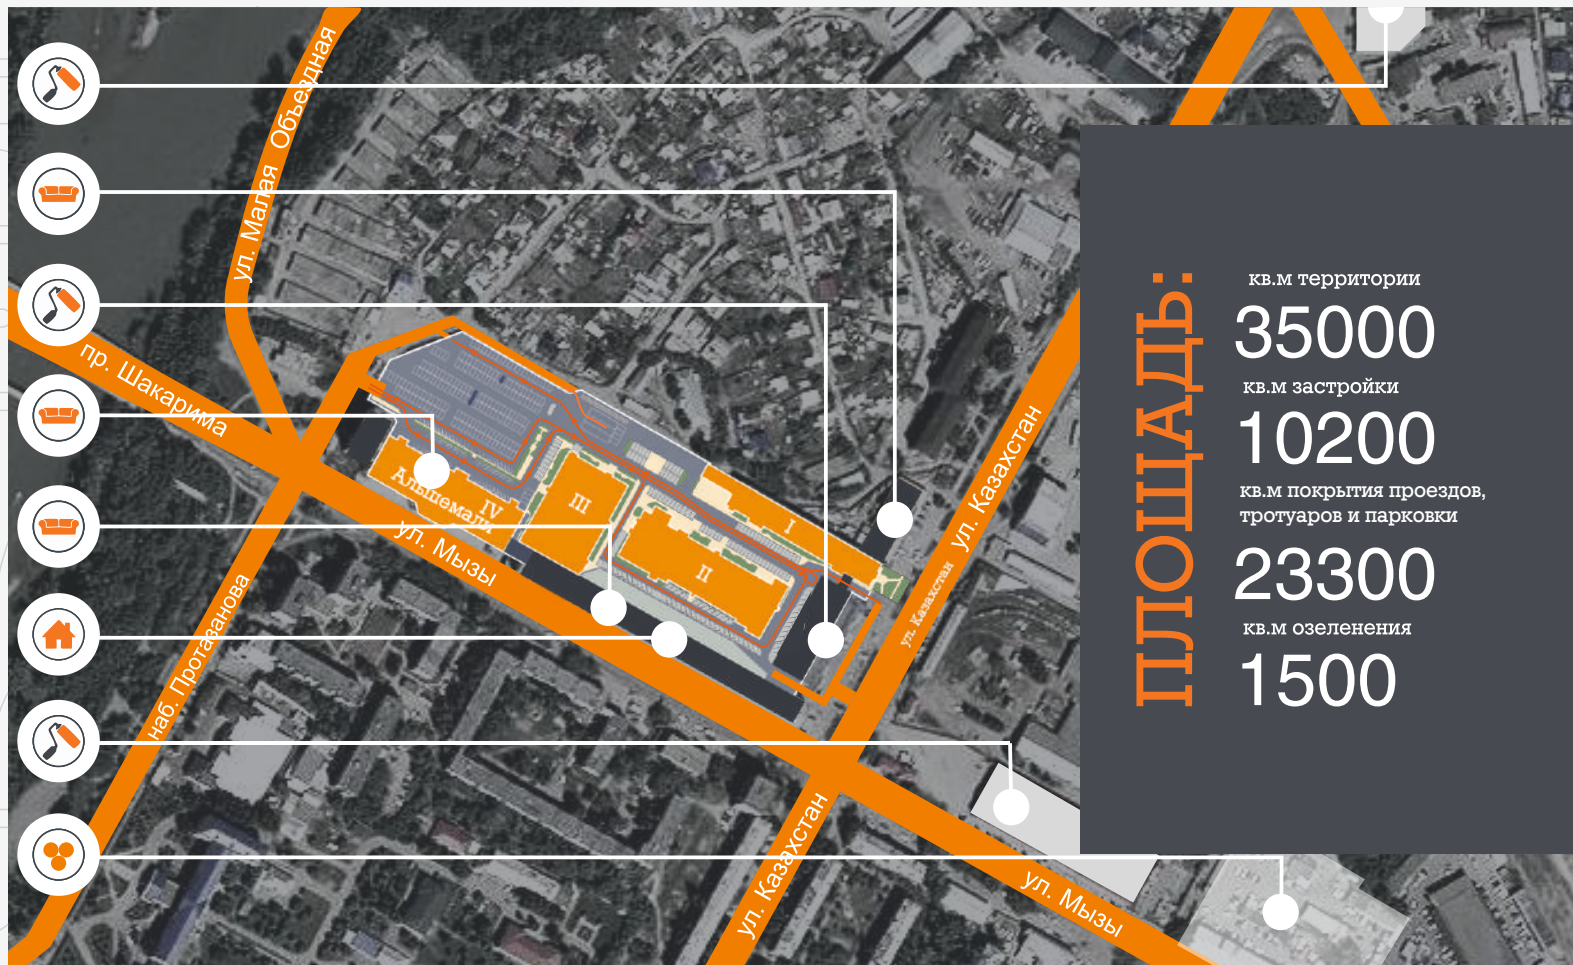 ул. Малая Объездная
пр. Шакарима
наб. Протазанова
ул. Мызы
Альшемали
IV
III
II
I
ул. Казахстан
ул. Казахстан
ул. Казахстан
ул. Мызы
ПЛОЩАДЬ:
кв.м территории
35000
кв.м застройки
10200
кв.м покрытия проездов,
тротуаров и парковки
23300
кв.м озеленения
1500